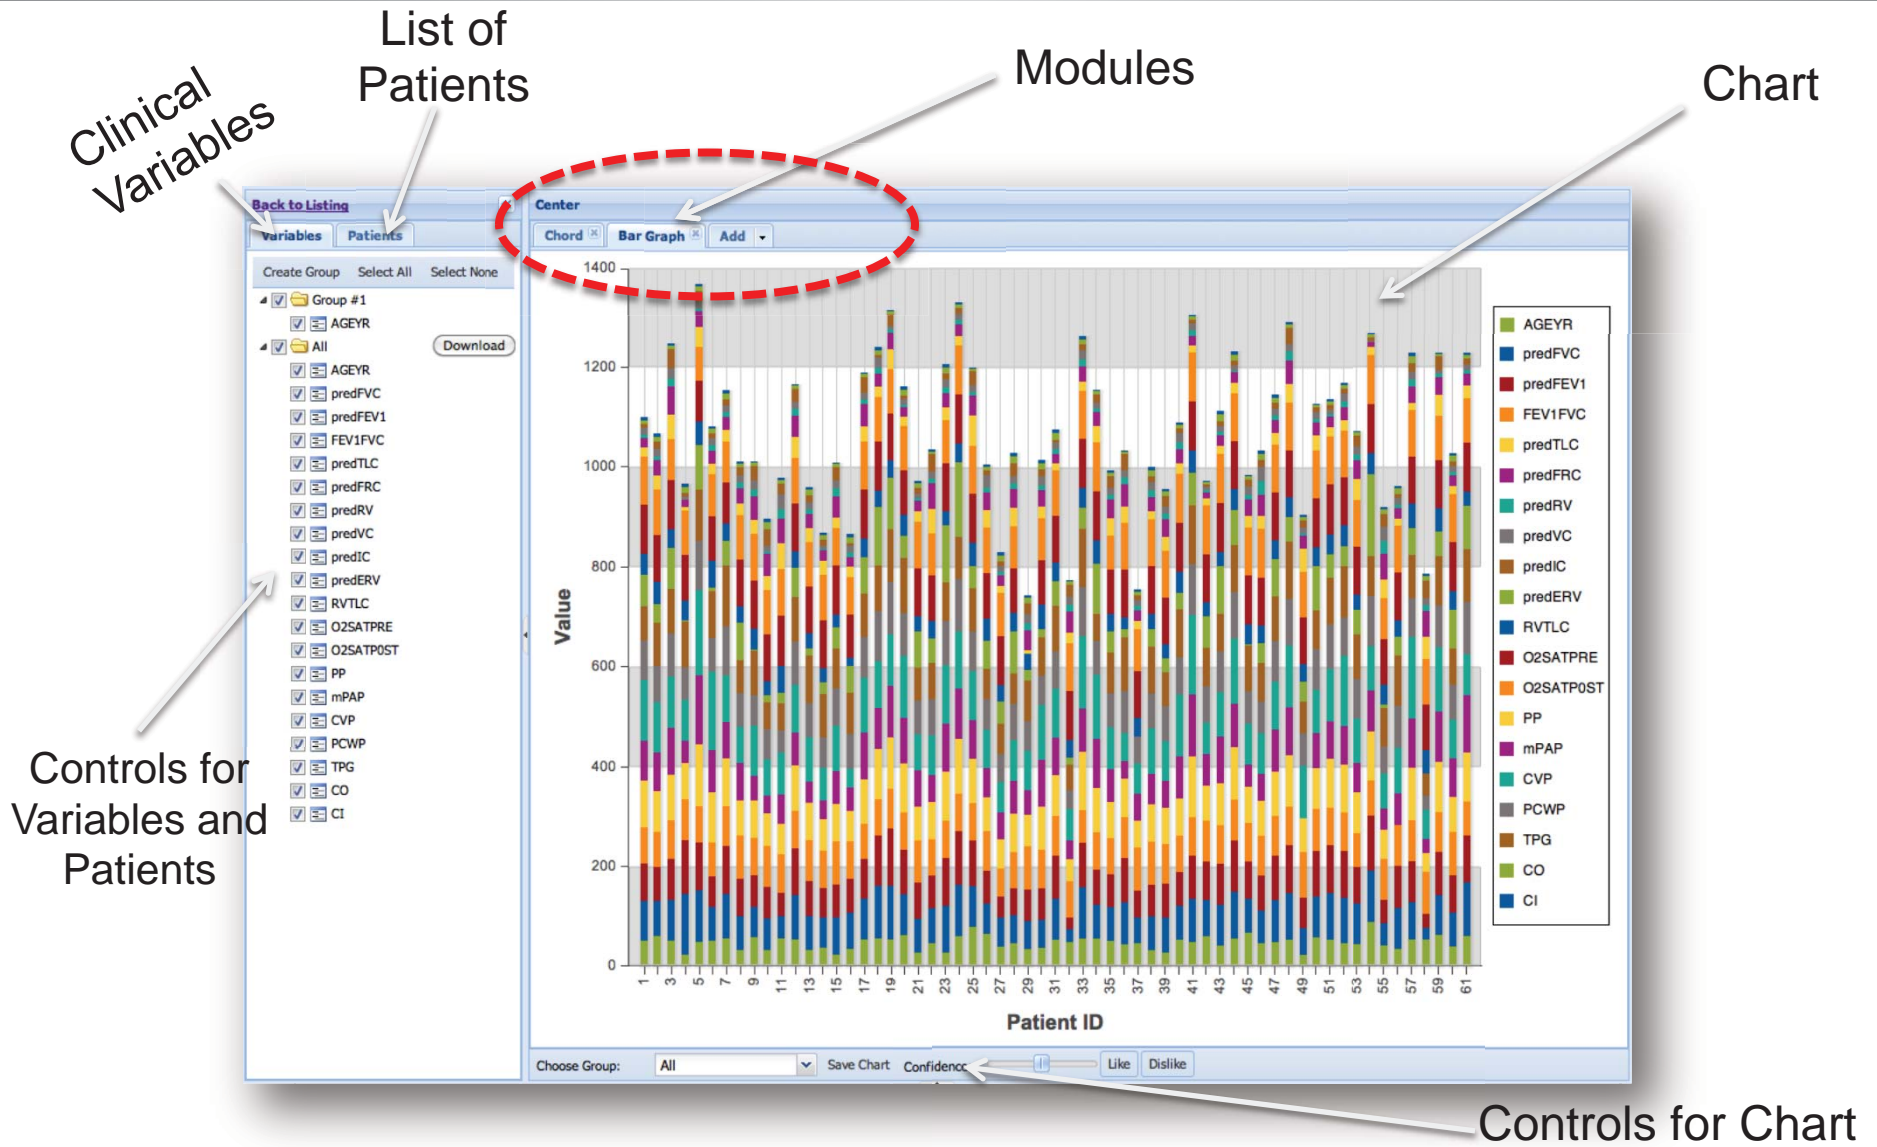 List of
Patients
Modules
Chart
Clinical
Variables
Back to Listing
Center
Variables
Patients
Chord
Bar Graph
Add
Create Group
Select All
Select None
Group #1
AGEYR
All
Download
AGEYR
predFVC
predFEV1
FEV1FVC
predTLC
predFRC
predRV
predVC
predIC
predERV
RVTLC
O2SATPRE
O2SATP0ST
PP
mPAP
CVP
PCWP
TPG
CO
CI
Controls for
Variables and
Patients
1400
1200
1000
800
600
400
200
0
Value
1
3
5
7
9
11
13
15
17
19
21
23
25
27
29
31
33
35
37
39
41
43
45
47
49
51
53
55
57
59
61
Patient ID
AGEYR
predFVC
predFEV1
FEV1FVC
predTLC
predFRC
predRV
predVC
predIC
predERV
RVTLC
O2SATPRE
O2SATP0ST
PP
mPAP
CVP
PCWP
TPG
CO
CI
Choose Group:
All
Save Chart
Confidence
Like
Dislike
Controls for Chart